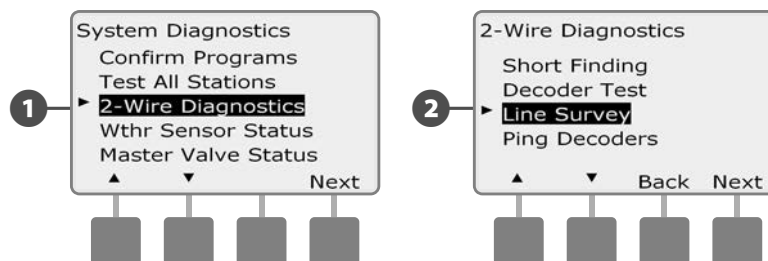 System Diagnostics
Confirm Programs
Test All Stations
1
► 2-Wire Diagnostics
Wthr Sensor Status
Master Valve Status
▲ ▼ Next
2-Wire Diagnostics
Short Finding
Decoder Test
2
► Line Survey
Ping Decoders
▲ ▼ Back Next